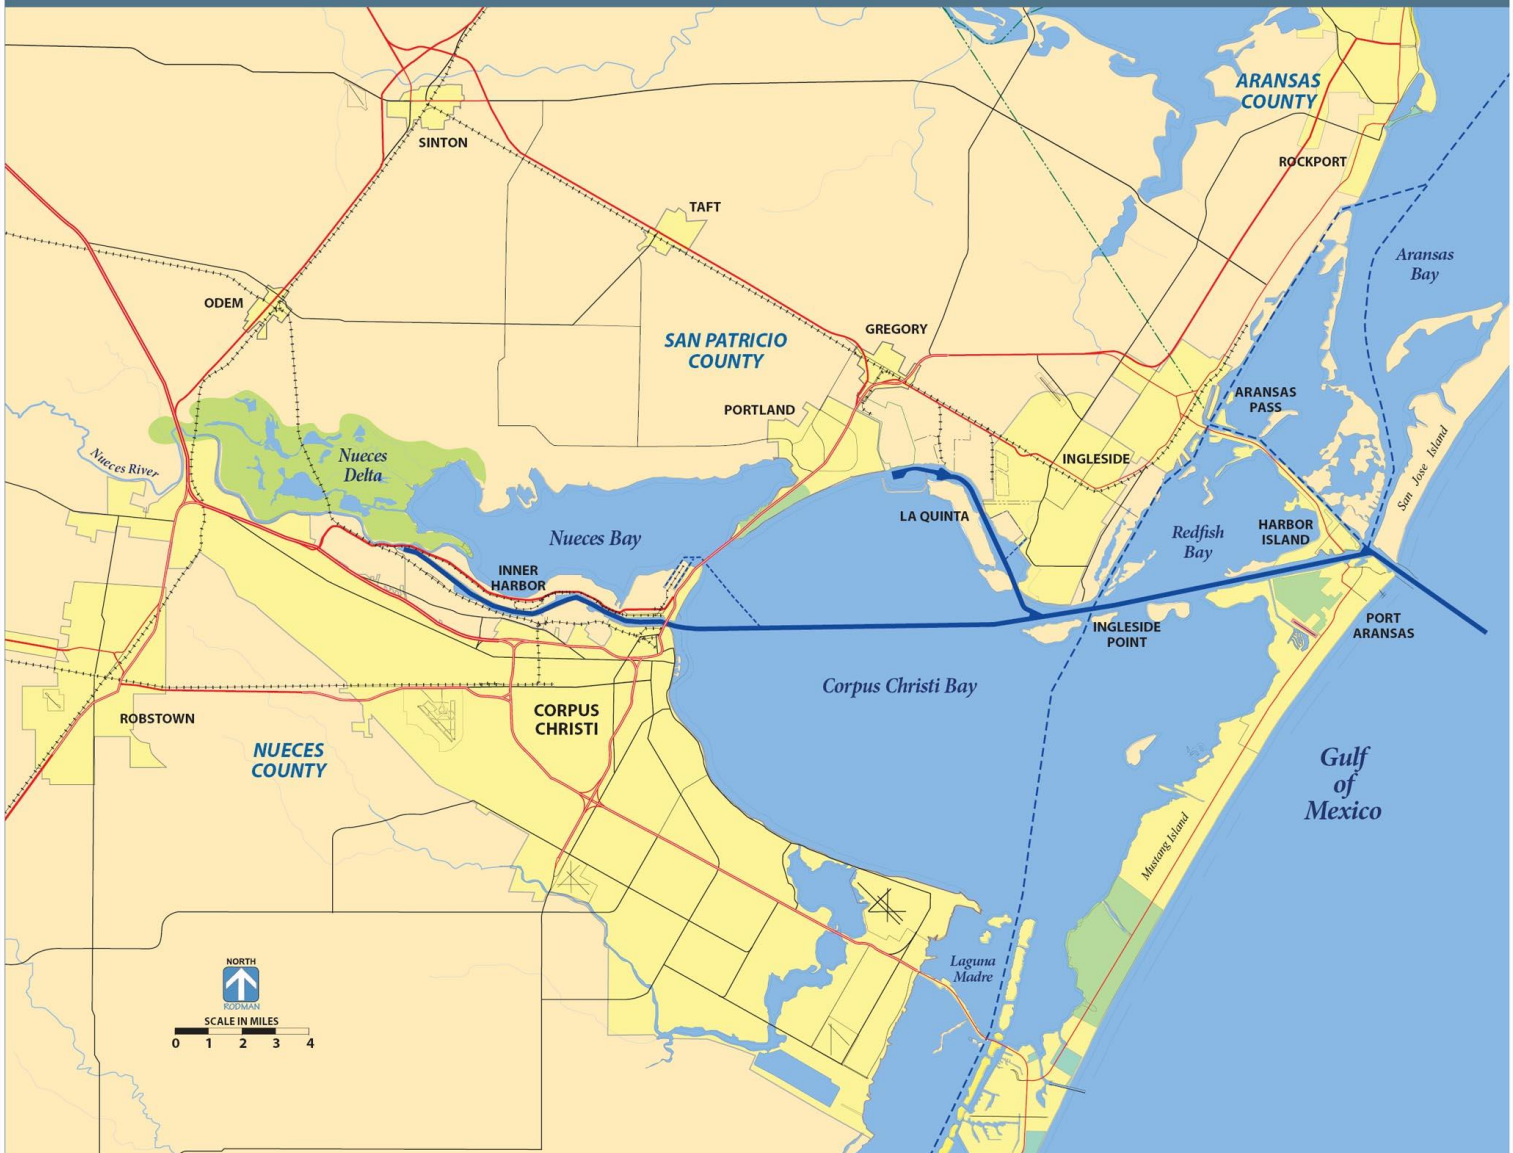 ARANSAS
COUNTY
SINTON
ROCKPORT
TAFT
Aransas
Bay
ODEM
GREGORY
SAN PATRICIO
COUNTY
ARANSAS
PASS
PORTLAND
Nueces River
Nueces
Delta
INGLESIDE
San Jose Island
LA QUINTA
Nueces Bay
Redfish
Bay
HARBOR
ISLAND
INNER
HARBOR
INGLESIDE
POINT
PORT
ARANSAS
Corpus Christi Bay
ROBSTOWN
CORPUS
CHRISTI
NUECES
COUNTY
Gulf
of
Mexico
Mustang Island
Laguna
Madre
NORTH
RODMAN
SCALE IN MILES
0 1 2 3 4